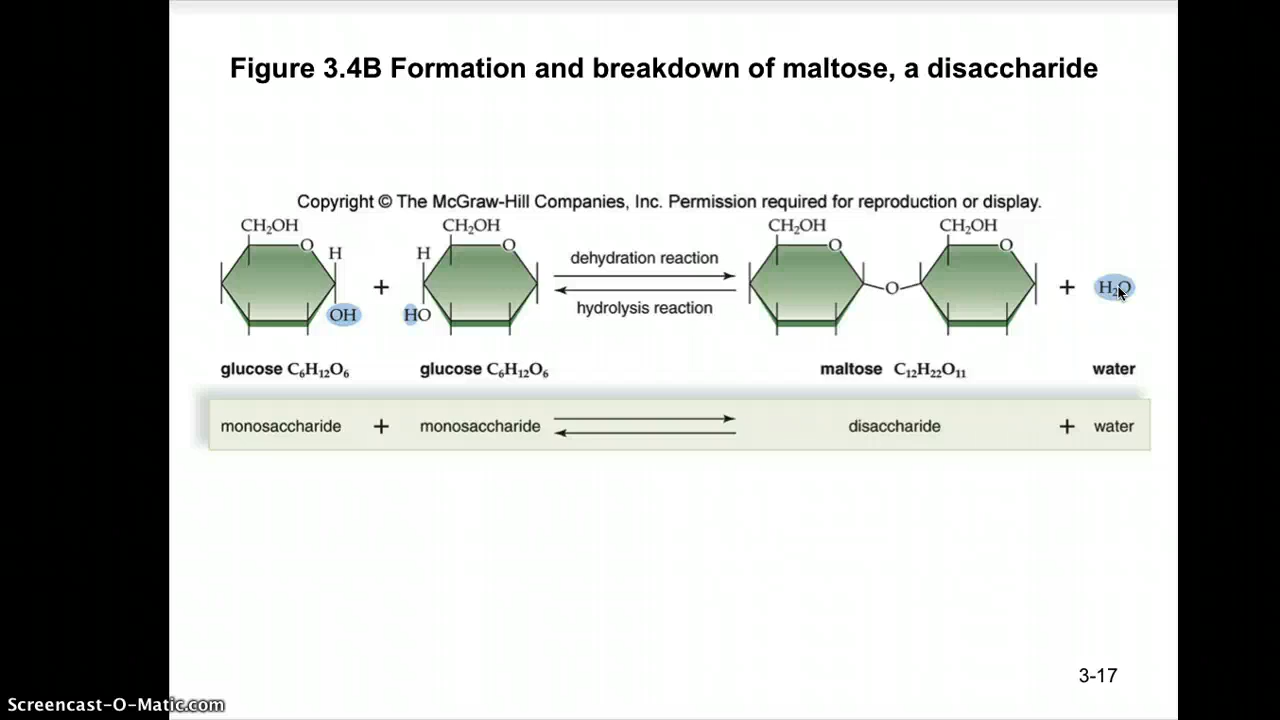 Figure 3.4B Formation and breakdown of maltose, a disaccharide
Copyright © The McGraw-Hill Companies, Inc. Permission required for reproduction or display.
CH₂OH CH₂OH CH₂OH CH₂OH
O H H O dehydration reaction O O
+ O + H₂O
OH HO hydrolysis reaction
glucose C₆H₁₂O₆ glucose C₆H₁₂O₆ maltose C₁₂H₂₂O₁₁ water
monosaccharide + monosaccharide disaccharide + water
3-17
Screencast-O-Matic.com